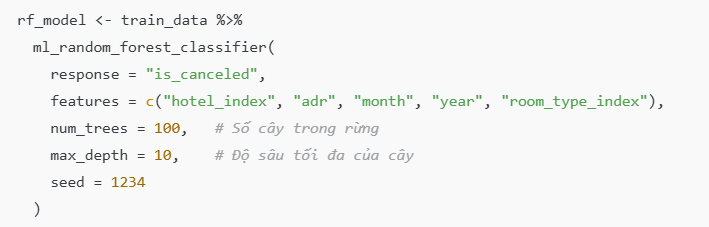 rf_model <- train_data %>%
  ml_random_forest_classifier(
    response = "is_canceled",
    features = c("hotel_index", "adr", "month", "year", "room_type_index"),
    num_trees = 100,   # Số cây trong rừng
    max_depth = 10,    # Độ sâu tối đa của cây
    seed = 1234
  )